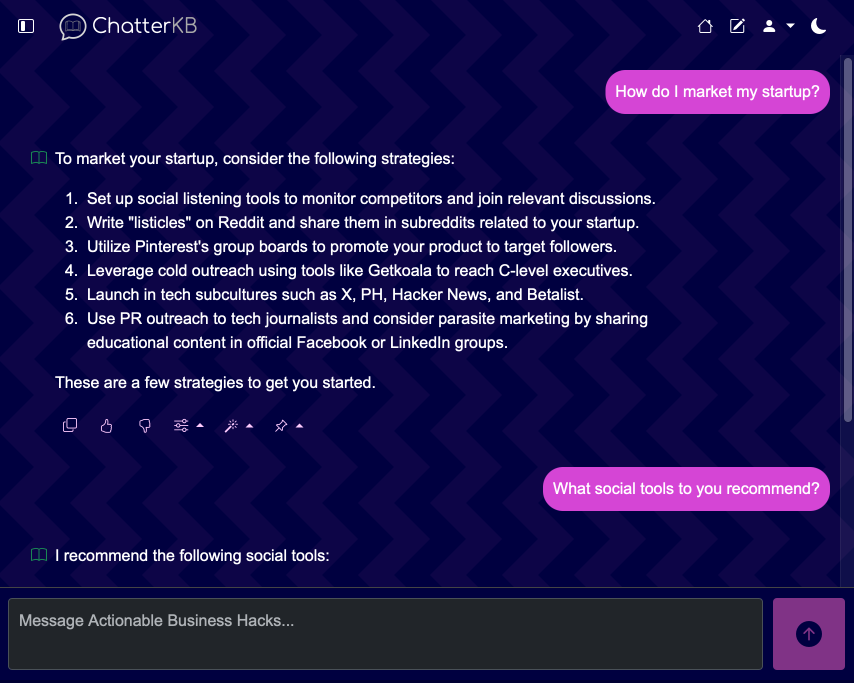 ChatterKB
How do I market my startup?
To market your startup, consider the following strategies:
1. Set up social listening tools to monitor competitors and join relevant discussions.
2. Write "listicles" on Reddit and share them in subreddits related to your startup.
3. Utilize Pinterest's group boards to promote your product to target followers.
4. Leverage cold outreach using tools like Getkoala to reach C-level executives.
5. Launch in tech subcultures such as X, PH, Hacker News, and Betalist.
6. Use PR outreach to tech journalists and consider parasite marketing by sharing
educational content in official Facebook or LinkedIn groups.
These are a few strategies to get you started.
What social tools to you recommend?
I recommend the following social tools:
Message Actionable Business Hacks...